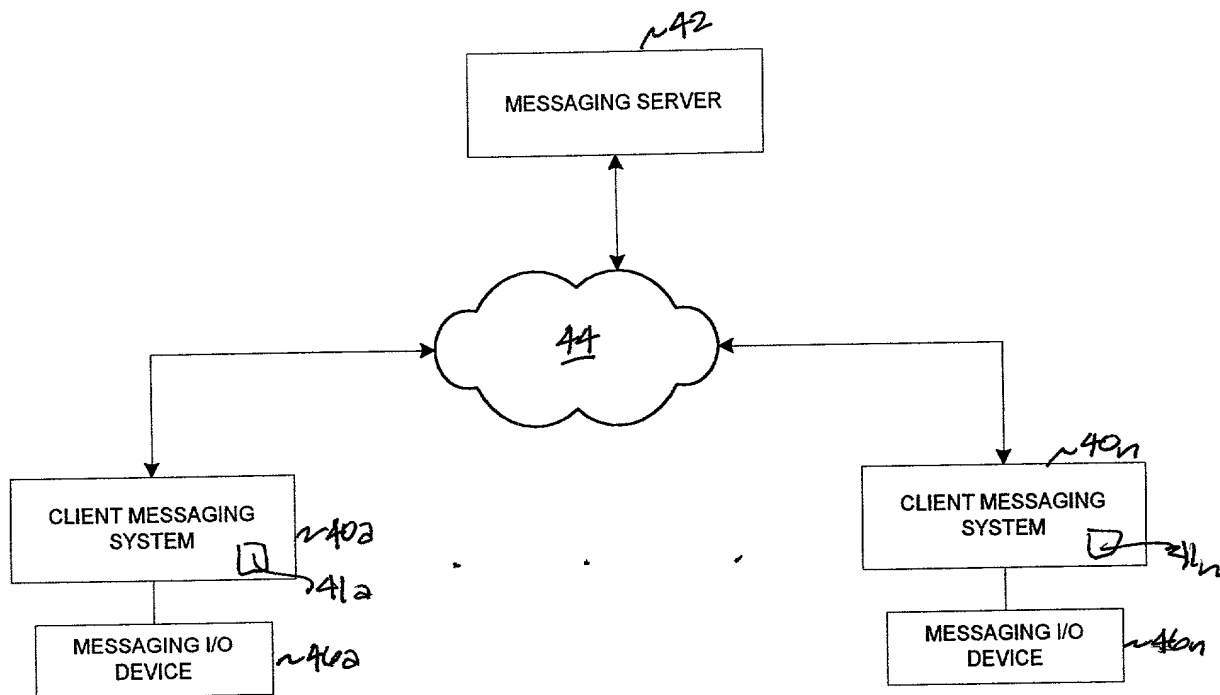 ~42
MESSAGING SERVER
44
~40n
CLIENT MESSAGING
SYSTEM
~40a
41a
CLIENT MESSAGING
SYSTEM
41n
MESSAGING I/O
DEVICE
~46a
MESSAGING I/O
DEVICE
~46n